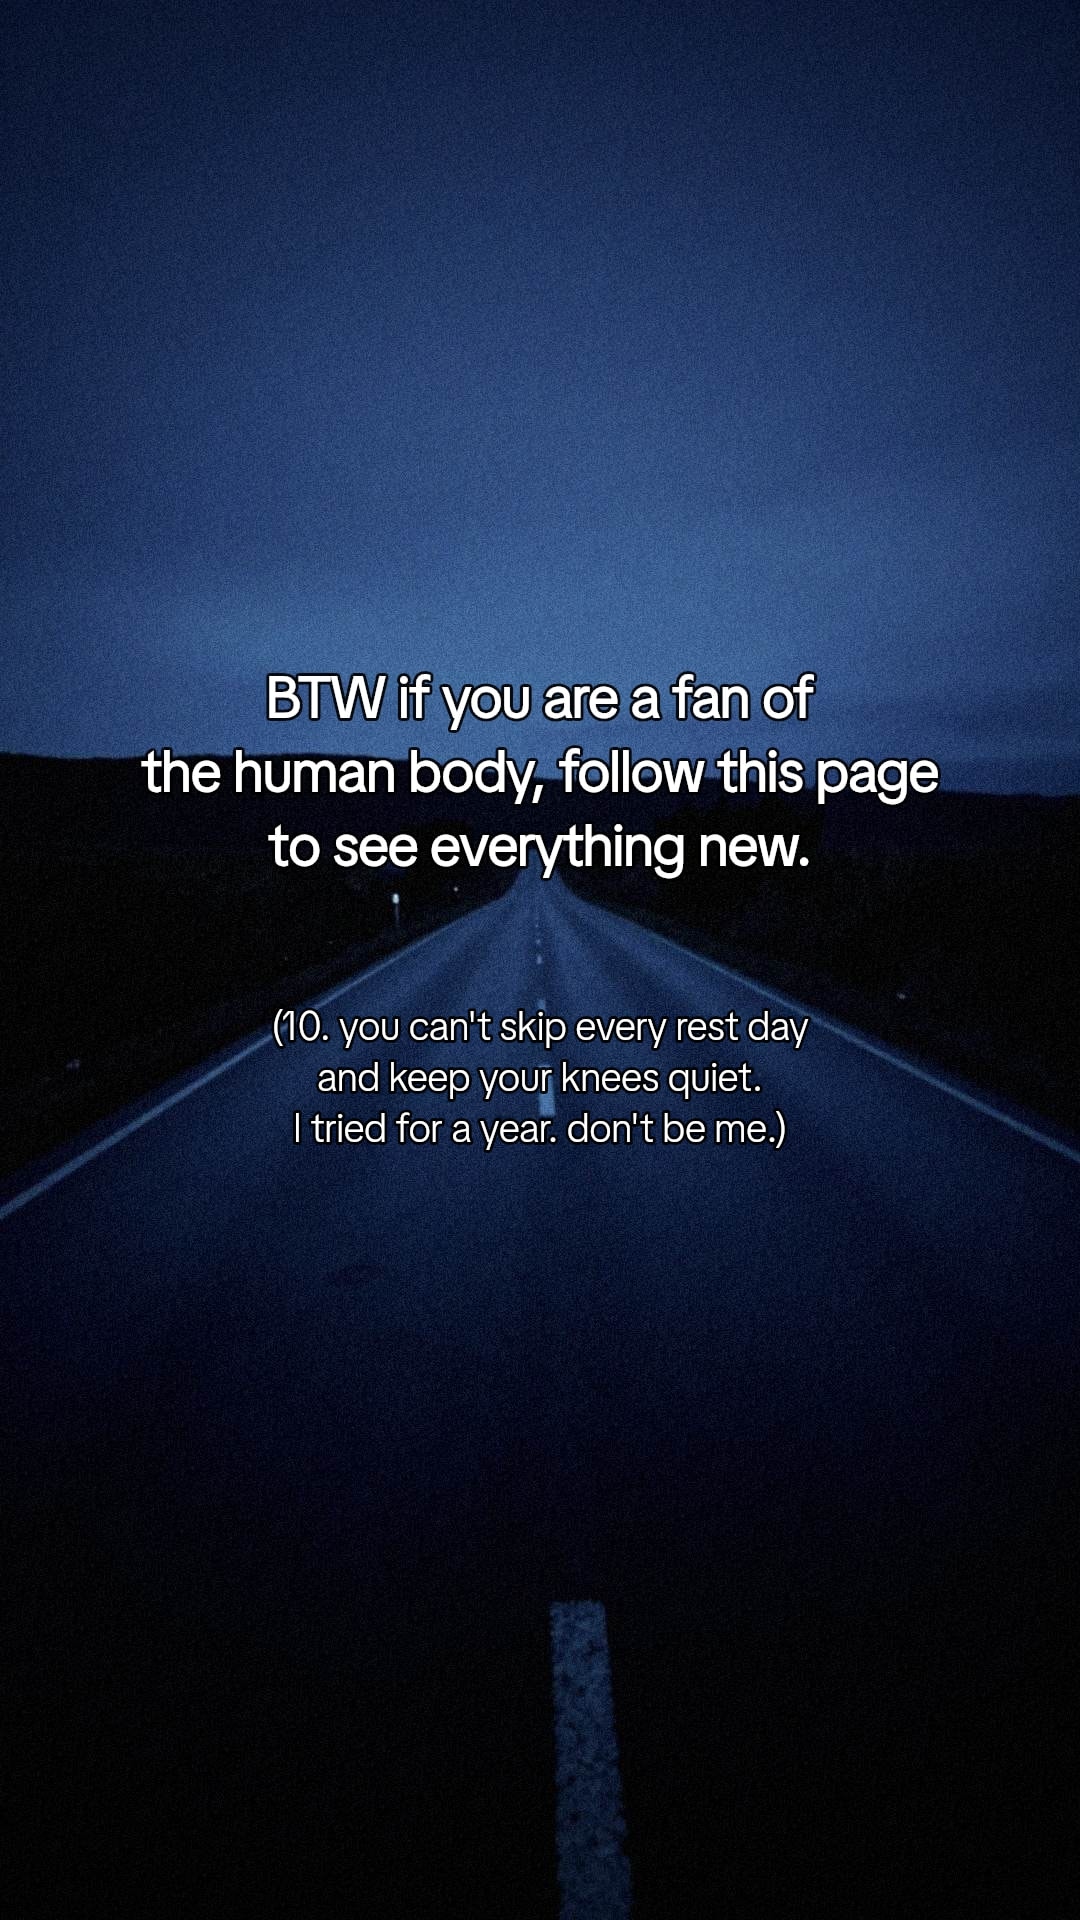 BTW if you are a fan of
the human body, follow this page
to see everything new.
(10. you can't skip every rest day
and keep your knees quiet.
I tried for a year. don't be me.)